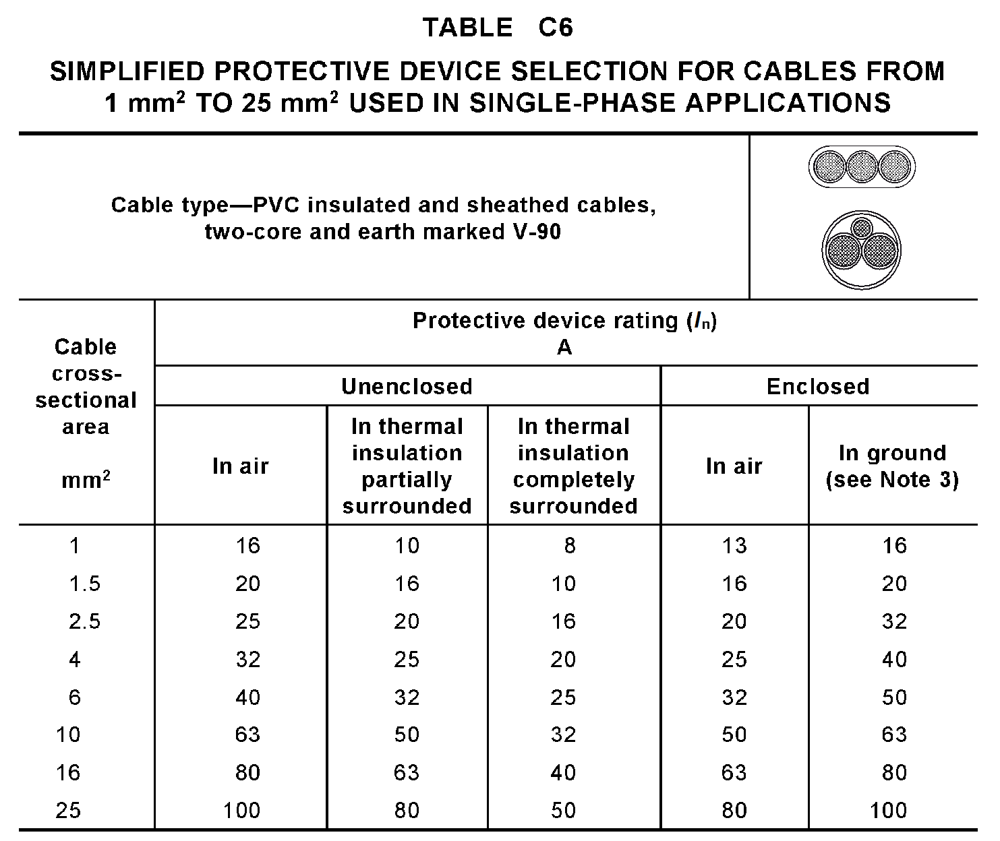 TABLE C6
SIMPLIFIED PROTECTIVE DEVICE SELECTION FOR CABLES FROM
1 mm² TO 25 mm² USED IN SINGLE-PHASE APPLICATIONS
Cable type—PVC insulated and sheathed cables,
two-core and earth marked V-90
Cable
cross-
sectional
area
mm²
Protective device rating (Iₙ)
A
Unenclosed
Enclosed
In air
In thermal
insulation
partially
surrounded
In thermal
insulation
completely
surrounded
In air
In ground
(see Note 3)
1 16 10 8 13 16
1.5 20 16 10 16 20
2.5 25 20 16 20 32
4 32 25 20 25 40
6 40 32 25 32 50
10 63 50 32 50 63
16 80 63 40 63 80
25 100 80 50 80 100